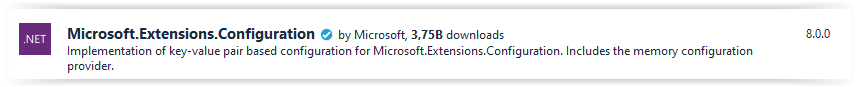 .NET
Microsoft.Extensions.Configuration by Microsoft, 3,75B downloads 8.0.0
Implementation of key-value pair based configuration for Microsoft.Extensions.Configuration. Includes the memory configuration
provider.